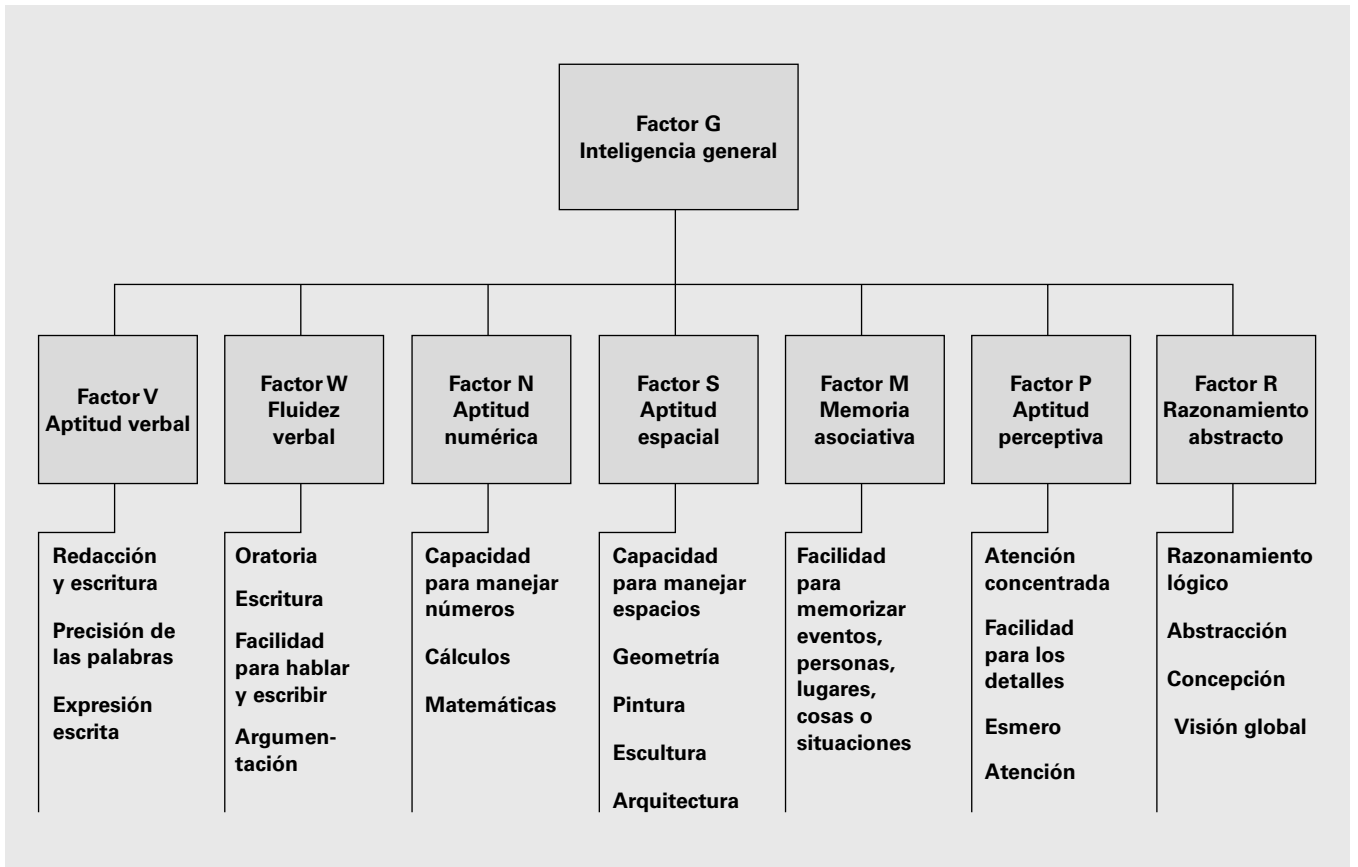 Factor G
Inteligencia general
Factor V
Aptitud verbal
Factor W
Fluidez
verbal
Factor N
Aptitud
numérica
Factor S
Aptitud
espacial
Factor M
Memoria
asociativa
Factor P
Aptitud
perceptiva
Factor R
Razonamiento
abstracto
Redacción
y escritura
Precisión de
las palabras
Expresión
escrita
Oratoria
Escritura
Facilidad
para hablar
y escribir
Argumen-
tación
Capacidad
para manejar
números
Cálculos
Matemáticas
Capacidad
para manejar
espacios
Geometría
Pintura
Escultura
Arquitectura
Facilidad
para
memorizar
eventos,
personas,
lugares,
cosas o
situaciones
Atención
concentrada
Facilidad
para los
detalles
Esmero
Atención
Razonamiento
lógico
Abstracción
Concepción
Visión global